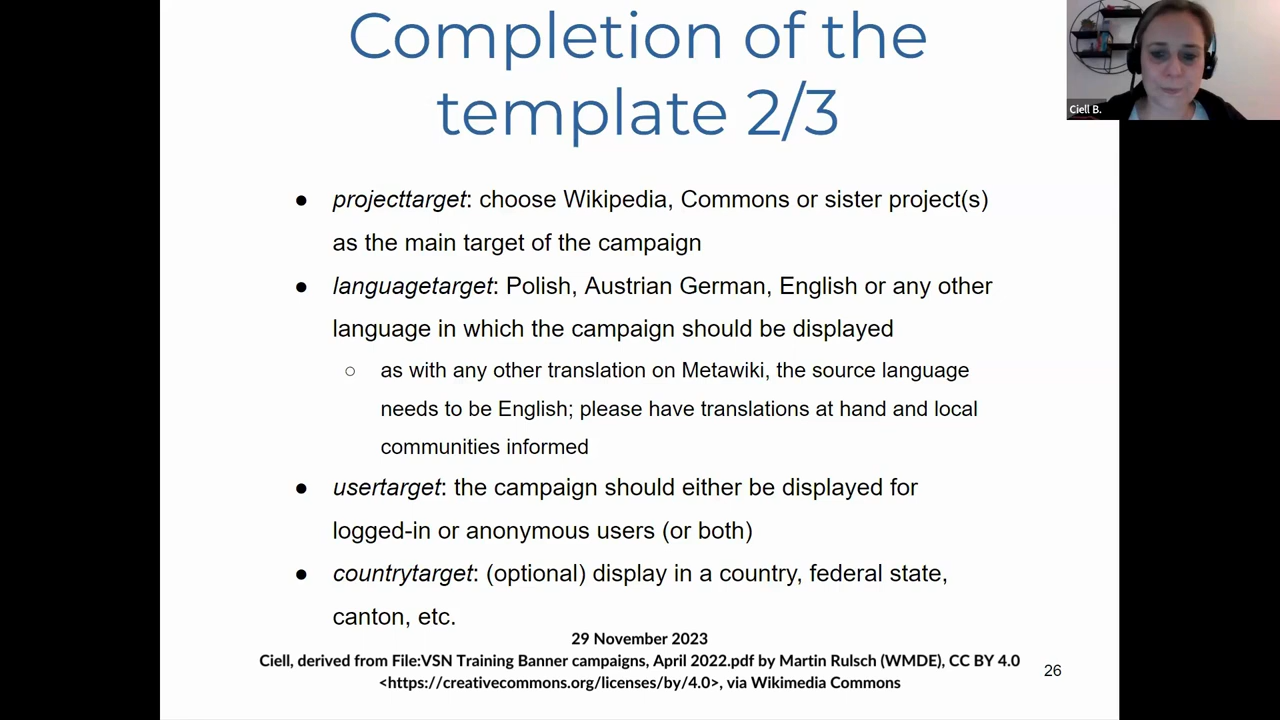 Completion of the
template 2/3
Ciell B.
● projecttarget: choose Wikipedia, Commons or sister project(s)
as the main target of the campaign
● languagetarget: Polish, Austrian German, English or any other
language in which the campaign should be displayed
○ as with any other translation on Metawiki, the source language
needs to be English; please have translations at hand and local
communities informed
● usertarget: the campaign should either be displayed for
logged-in or anonymous users (or both)
● countrytarget: (optional) display in a country, federal state,
canton, etc.
29 November 2023
Ciell, derived from File:VSN Training Banner campaigns, April 2022.pdf by Martin Rulsch (WMDE), CC BY 4.0
<https://creativecommons.org/licenses/by/4.0>, via Wikimedia Commons
26